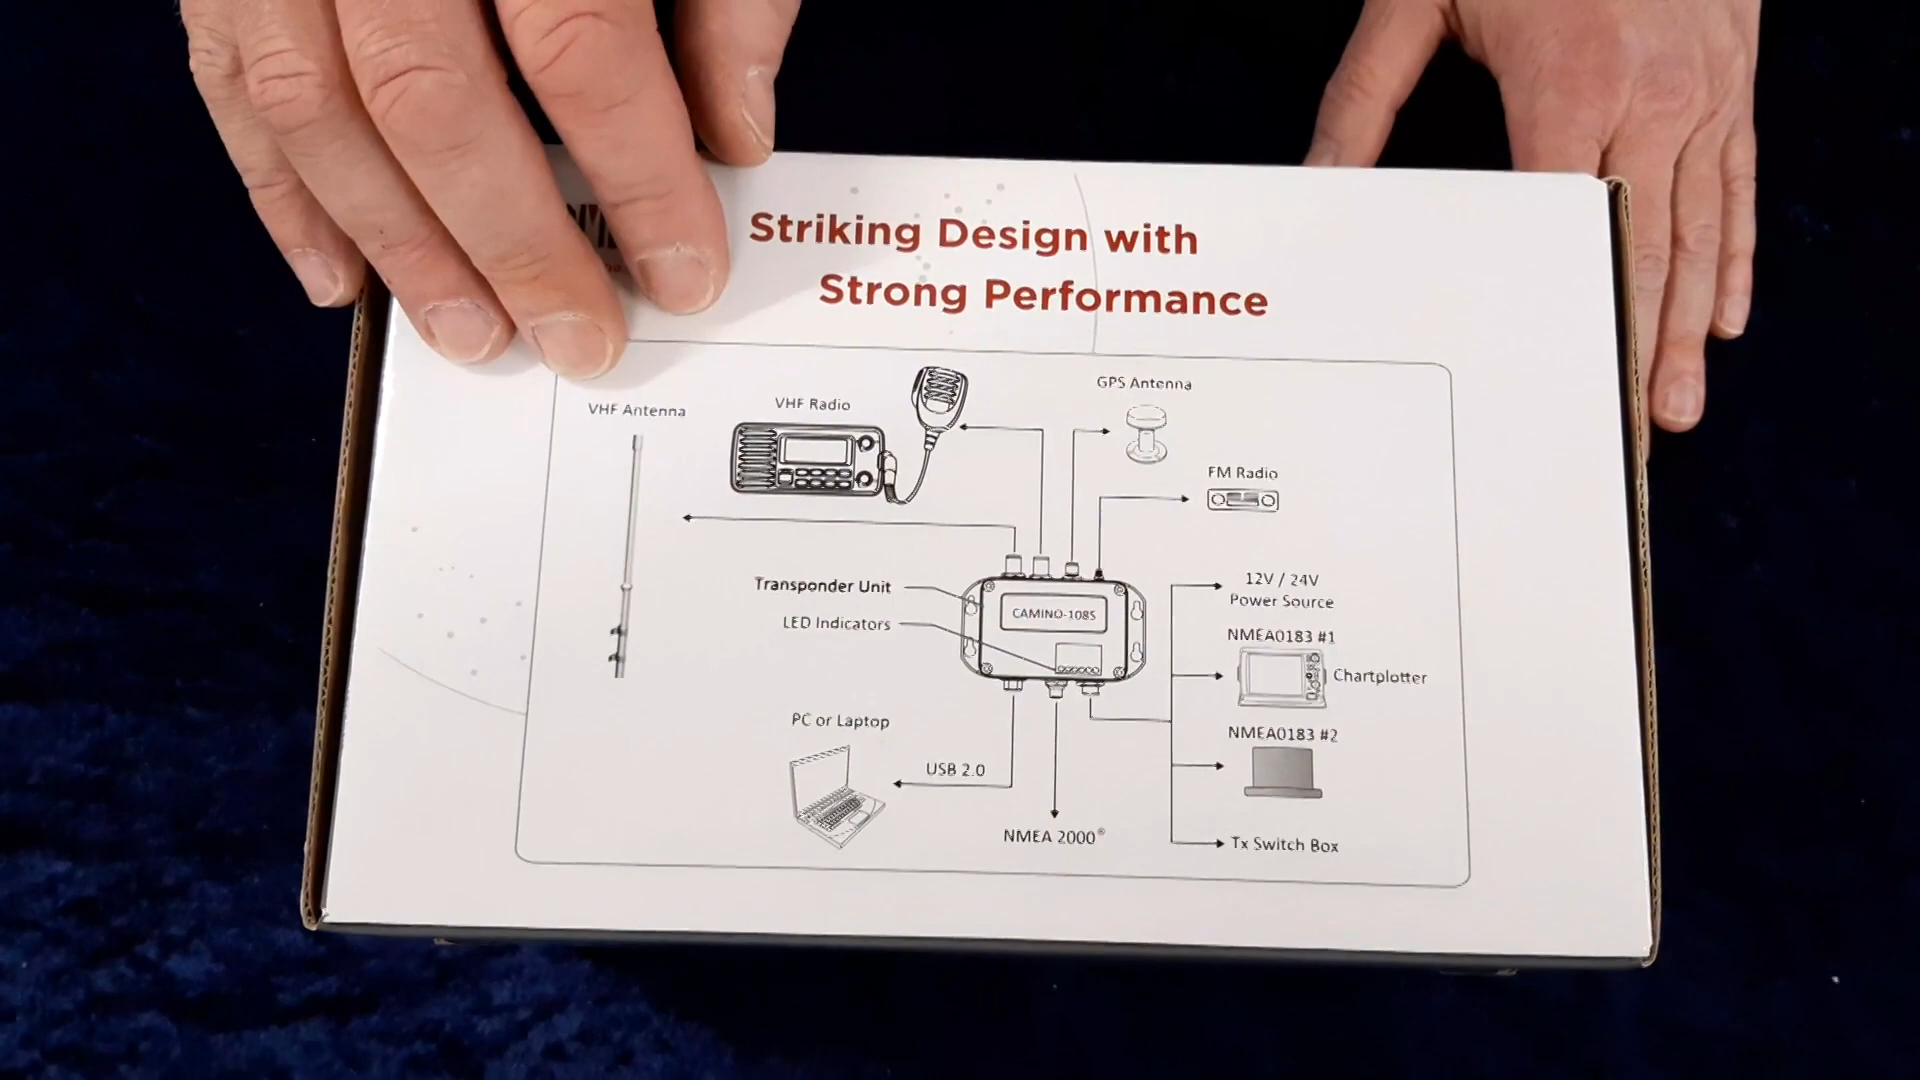 Striking Design with
Strong Performance
VHF Antenna
VHF Radio
GPS Antenna
FM Radio
Transponder Unit
LED Indicators
CAMINO-108S
12V / 24V
Power Source
NMEA0183 #1
Chartplotter
NMEA0183 #2
Tx Switch Box
PC or Laptop
USB 2.0
NMEA 2000®